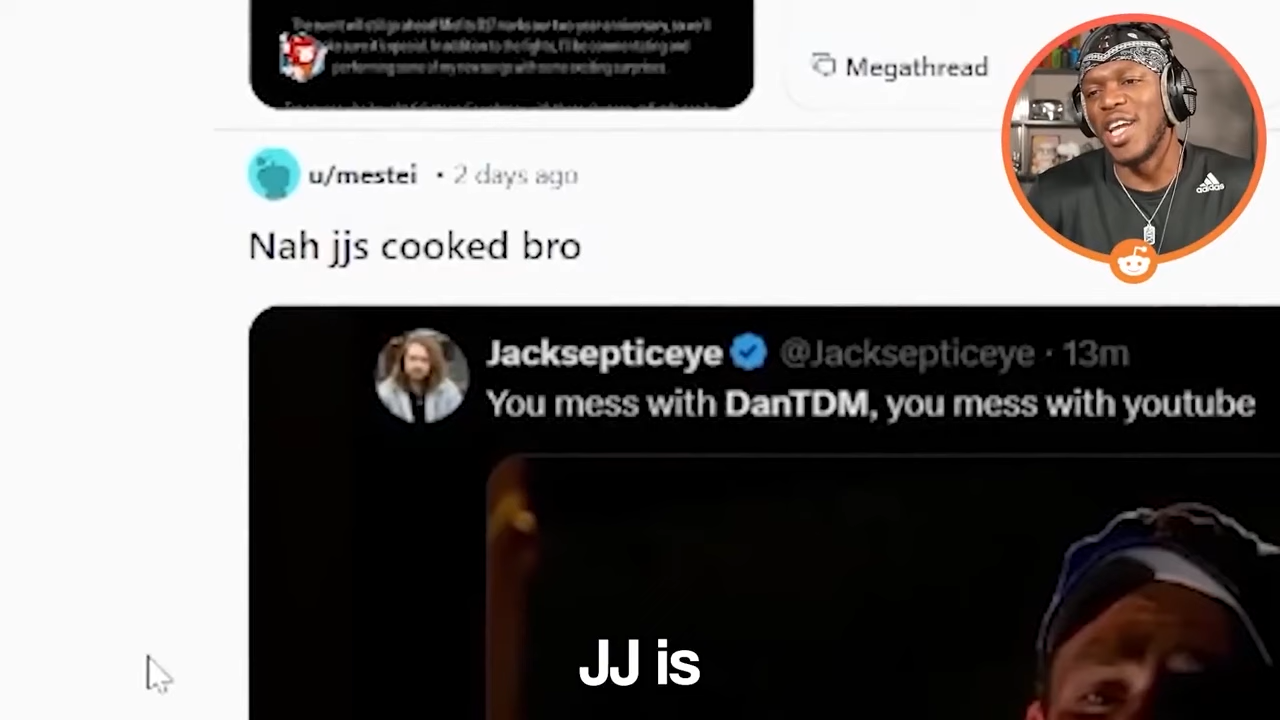 Megathread
u/mestei • 2 days ago
Nah jjs cooked bro
Jacksepticeye @Jacksepticeye · 13m
You mess with DanTDM, you mess with youtube
JJ is